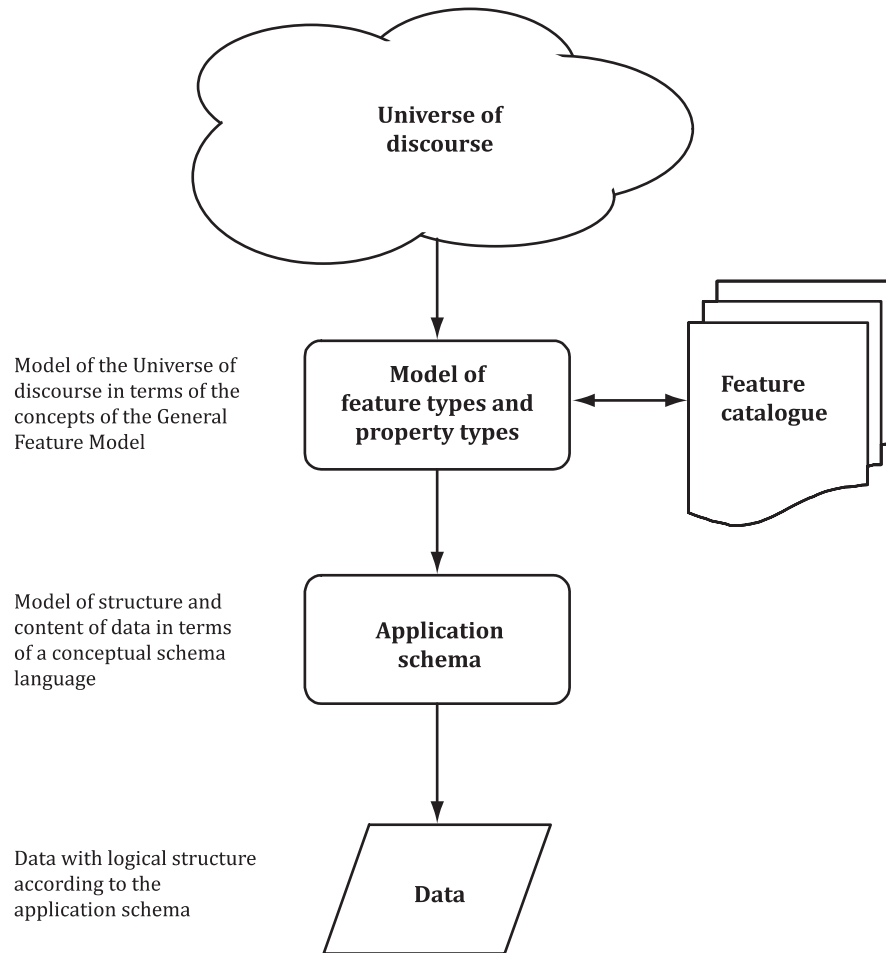 Universe of
discourse
Model of the Universe of
discourse in terms of the
concepts of the General
Feature Model
Model of
feature types and
property types
Feature
catalogue
Model of structure and
content of data in terms
of a conceptual schema
language
Application
schema
Data with logical structure
according to the
application schema
Data